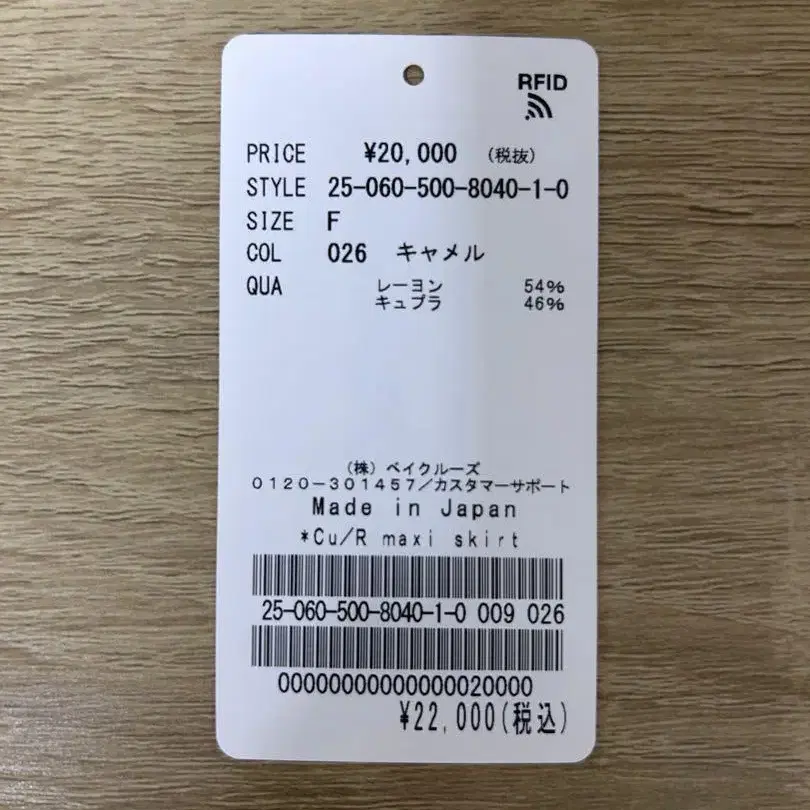 RFID
PRICE ¥20,000 (税抜)
STYLE 25-060-500-8040-1-0
SIZE F
COL 026 キャメル
QUA レーヨン 54%
キュプラ 46%
(株) ベイクルーズ
0120-301457/カスタマーサポート
Made in Japan
*Cu/R maxi skirt
25-060-500-8040-1-0 009 026
00000000000000020000
¥22,000(税込)